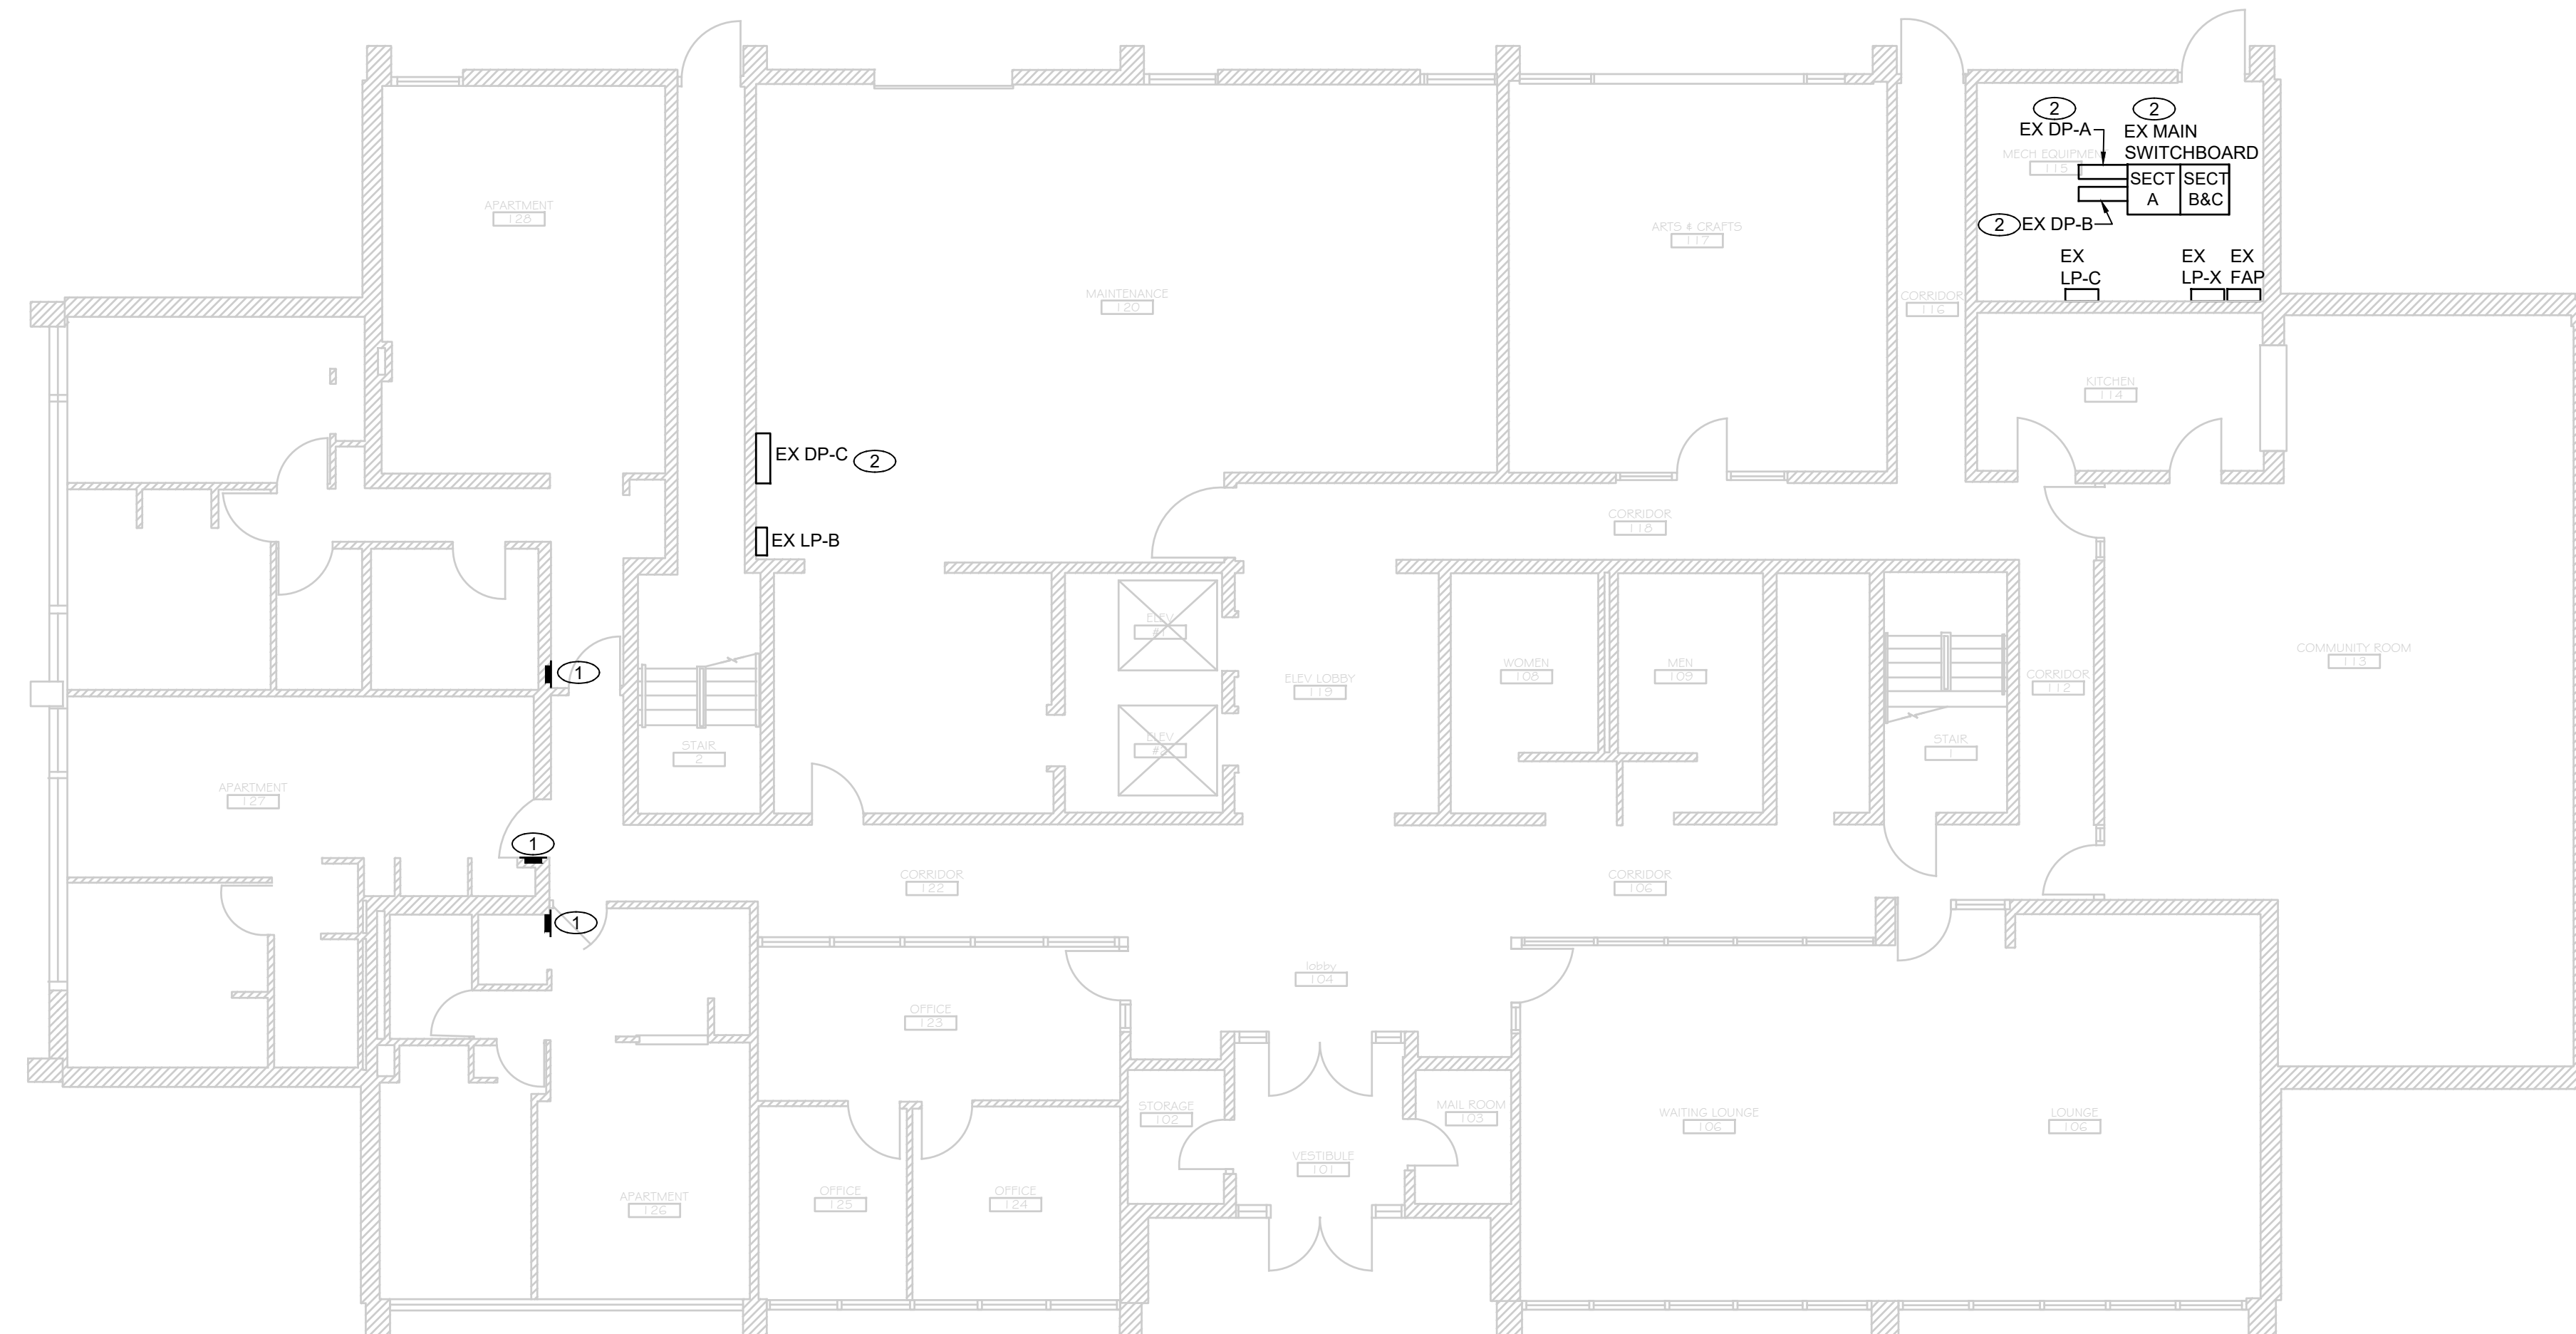 2
2
EX DP-A
EX MAIN
SWITCHBOARD
MECH EQUIPMENT
115
SECT
A
SECT
B&C
2
EX DP-B
EX
LP-C
EX
LP-X
EX
FAP
APARTMENT
128
ARTS & CRAFTS
117
MAINTENANCE
120
CORRIDOR
116
KITCHEN
114
EX DP-C
2
EX LP-B
CORRIDOR
118
ELEV
#1
WOMEN
108
MEN
109
ELEV LOBBY
119
CORRIDOR
112
COMMUNITY ROOM
113
1
STAIR
2
ELEV
STAIR
1
APARTMENT
127
1
CORRIDOR
122
CORRIDOR
106
1
lobby
104
OFFICE
123
STORAGE
102
MAIL ROOM
103
WAITING LOUNGE
106
LOUNGE
106
VESTIBULE
101
APARTMENT
126
OFFICE
125
OFFICE
124